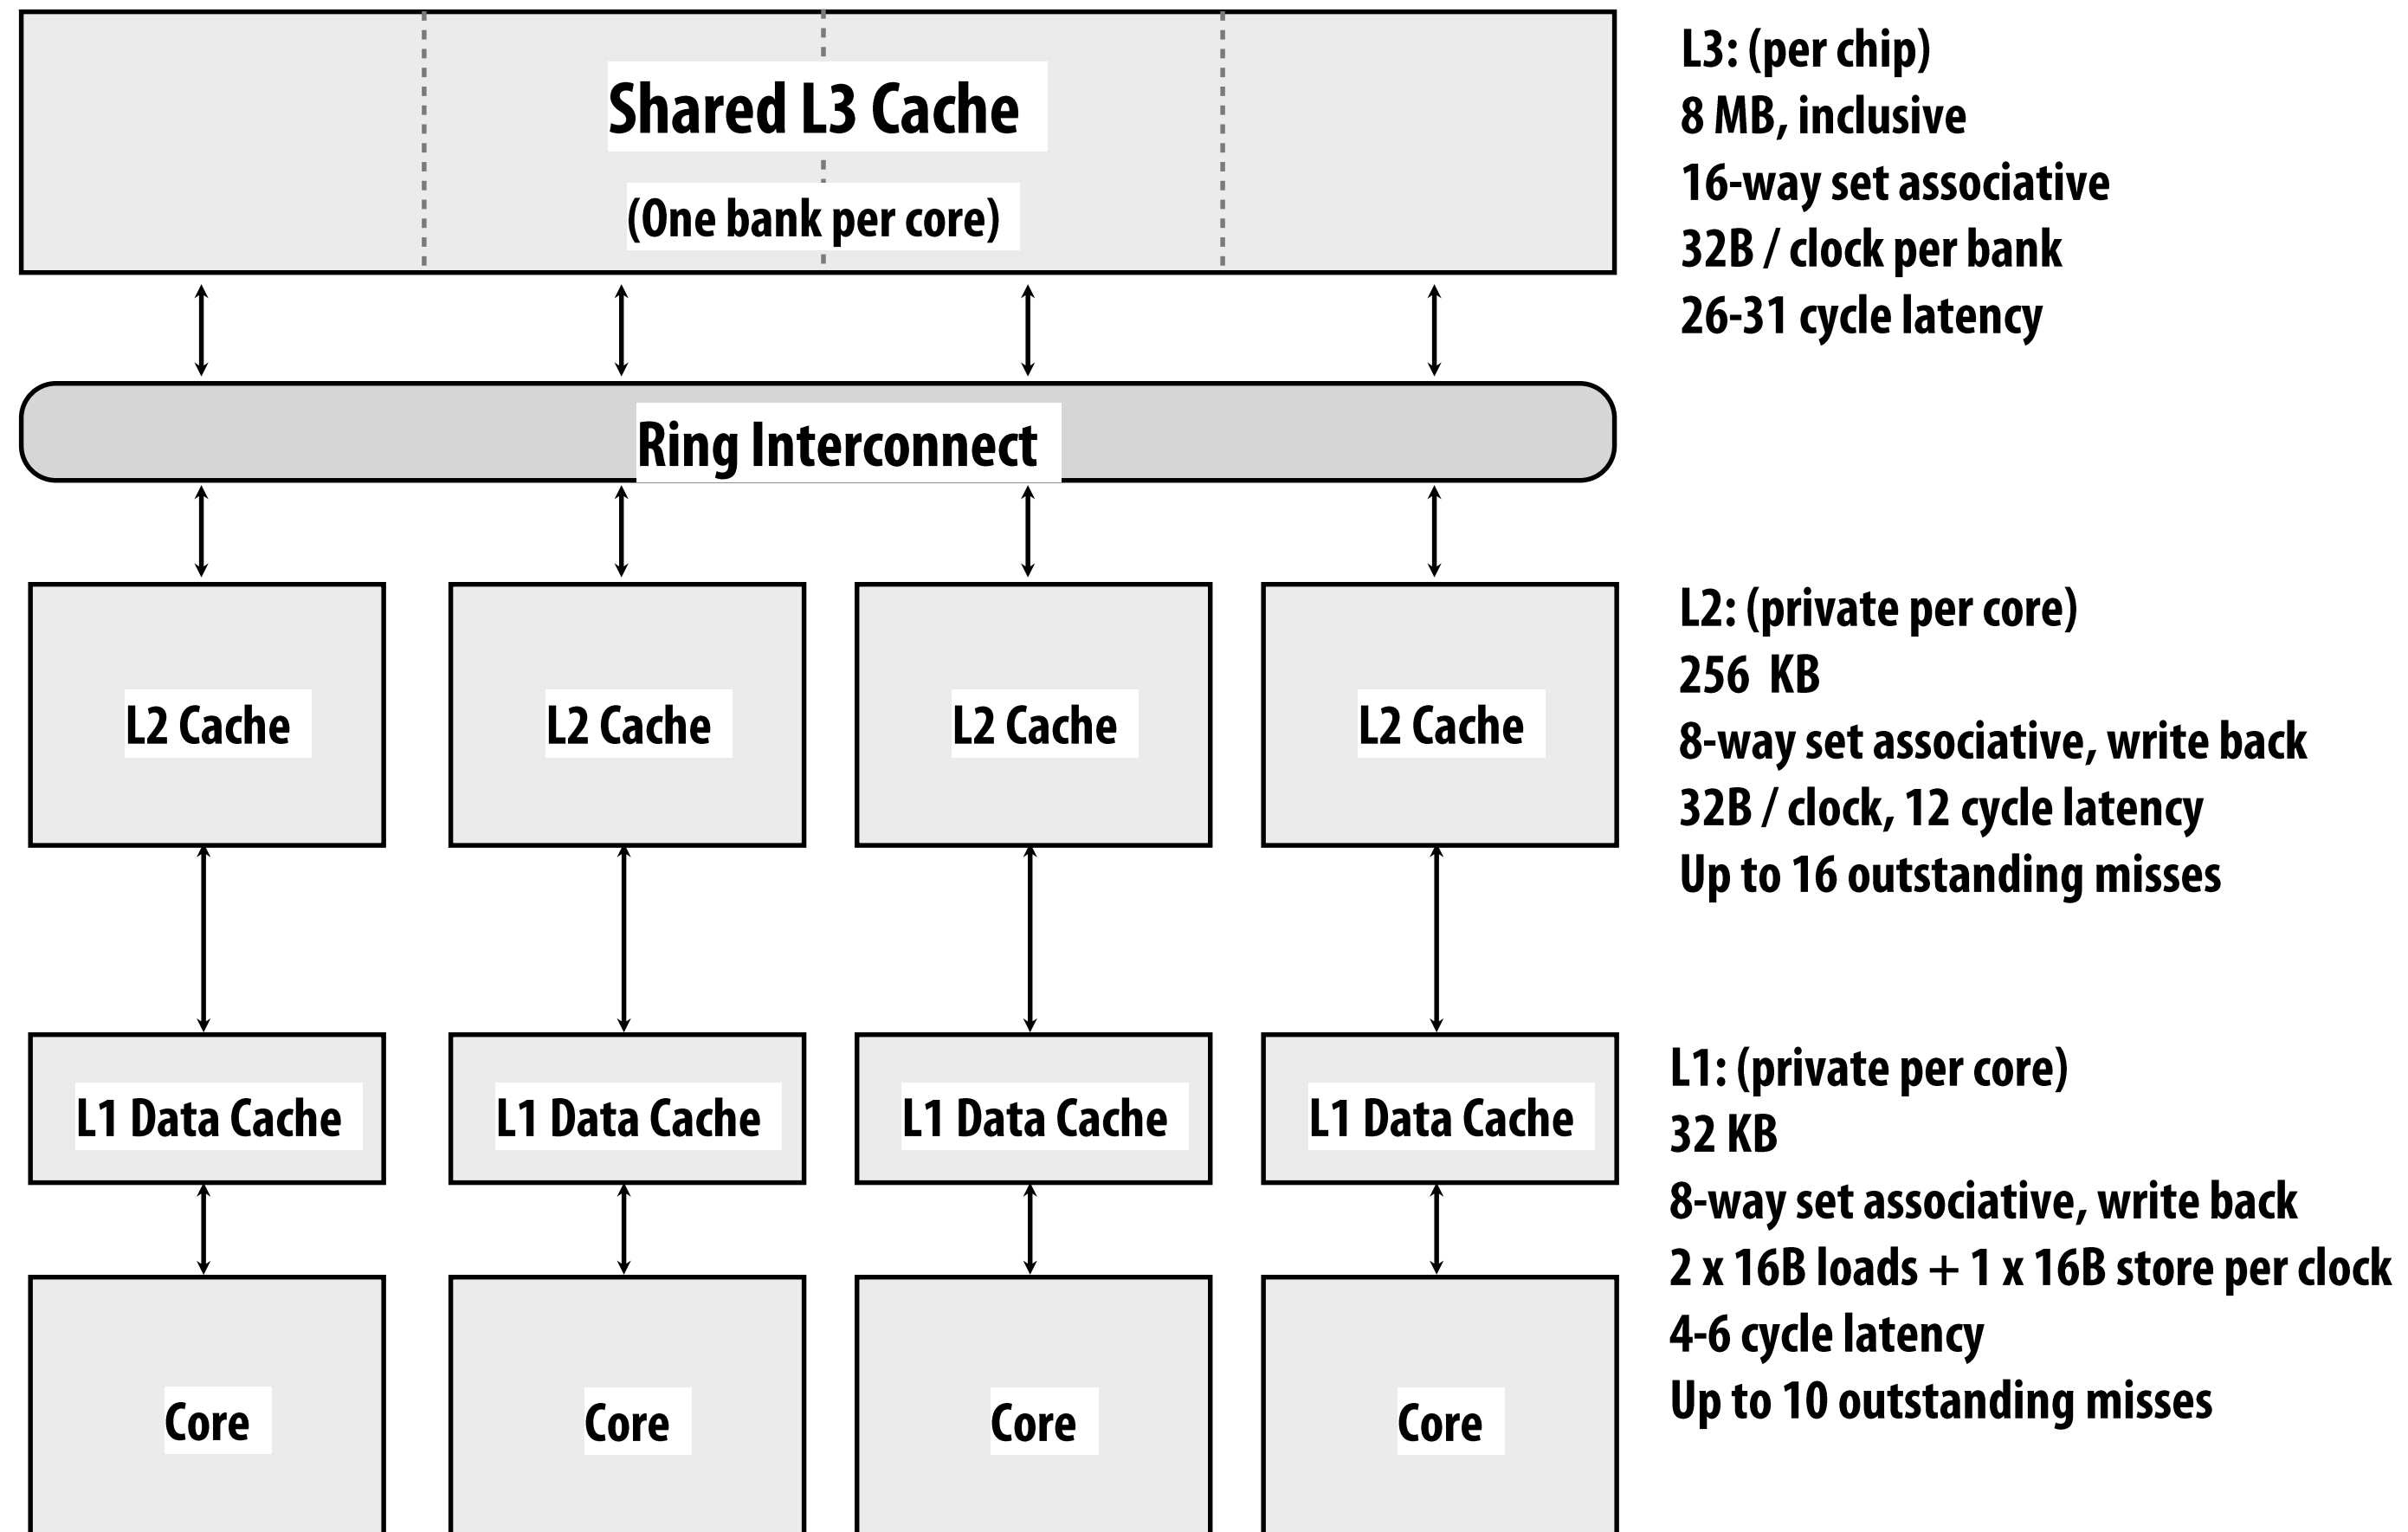 Shared L3 Cache
(One bank per core)
L3: (per chip)
8 MB, inclusive
16-way set associative
32B / clock per bank
26-31 cycle latency
Ring Interconnect
L2 Cache
L2 Cache
L2 Cache
L2 Cache
L2: (private per core)
256 KB
8-way set associative, write back
32B / clock, 12 cycle latency
Up to 16 outstanding misses
L1 Data Cache
L1 Data Cache
L1 Data Cache
L1 Data Cache
L1: (private per core)
32 KB
8-way set associative, write back
2 x 16B loads + 1 x 16B store per clock
4-6 cycle latency
Up to 10 outstanding misses
Core
Core
Core
Core